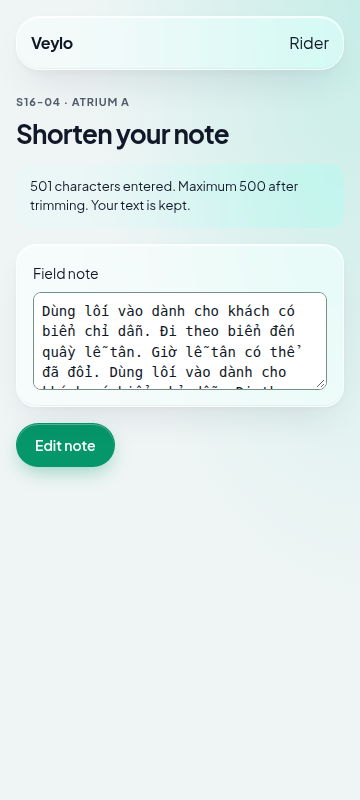 Veylo
Rider
S16-04 · ATRIUM A
Shorten your note
501 characters entered. Maximum 500 after
trimming. Your text is kept.
Field note
Dùng lối vào dành cho khách có
biển chỉ dẫn. Đi theo biển đến
quầy lễ tân. Giờ lễ tân có thể
đã đổi. Dùng lối vào dành cho
Edit note